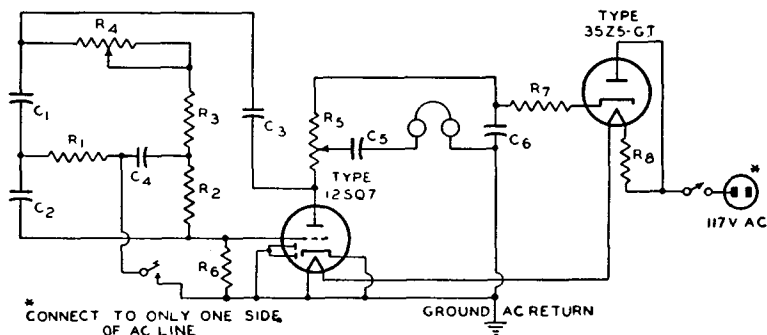 TYPE
35Z5-GT
R4
R7
R3
R5
C1
C3
C5
C6
R8
R1
C4
TYPE
12SQ7
*
C2
R2
117V AC
R6
*
CONNECT TO ONLY ONE SIDE
OF AC LINE
GROUND AC RETURN